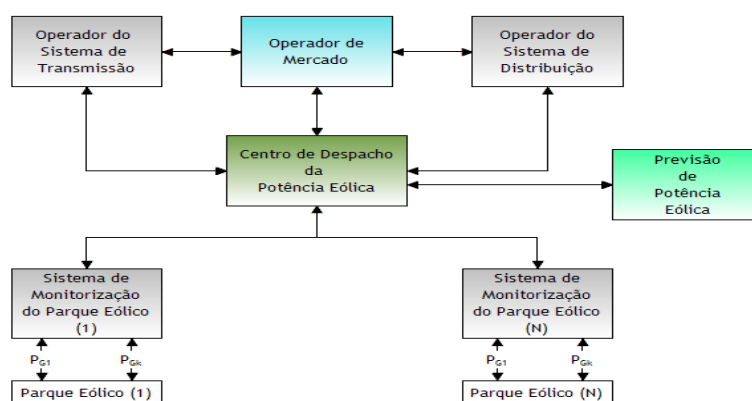 Operador do
Sistema de
Transmissão
Operador de
Mercado
Operador do
Sistema de
Distribuição
Centro de Despacho
da
Potência Eólica
Previsão
de
Potência
Eólica
Sistema de
Monitorização
do Parque Eólico
(1)
Sistema de
Monitorização
do Parque Eólico
(N)
PG1 PGk
PG1 PGk
Parque Eólico (1)
Parque Eólico (N)